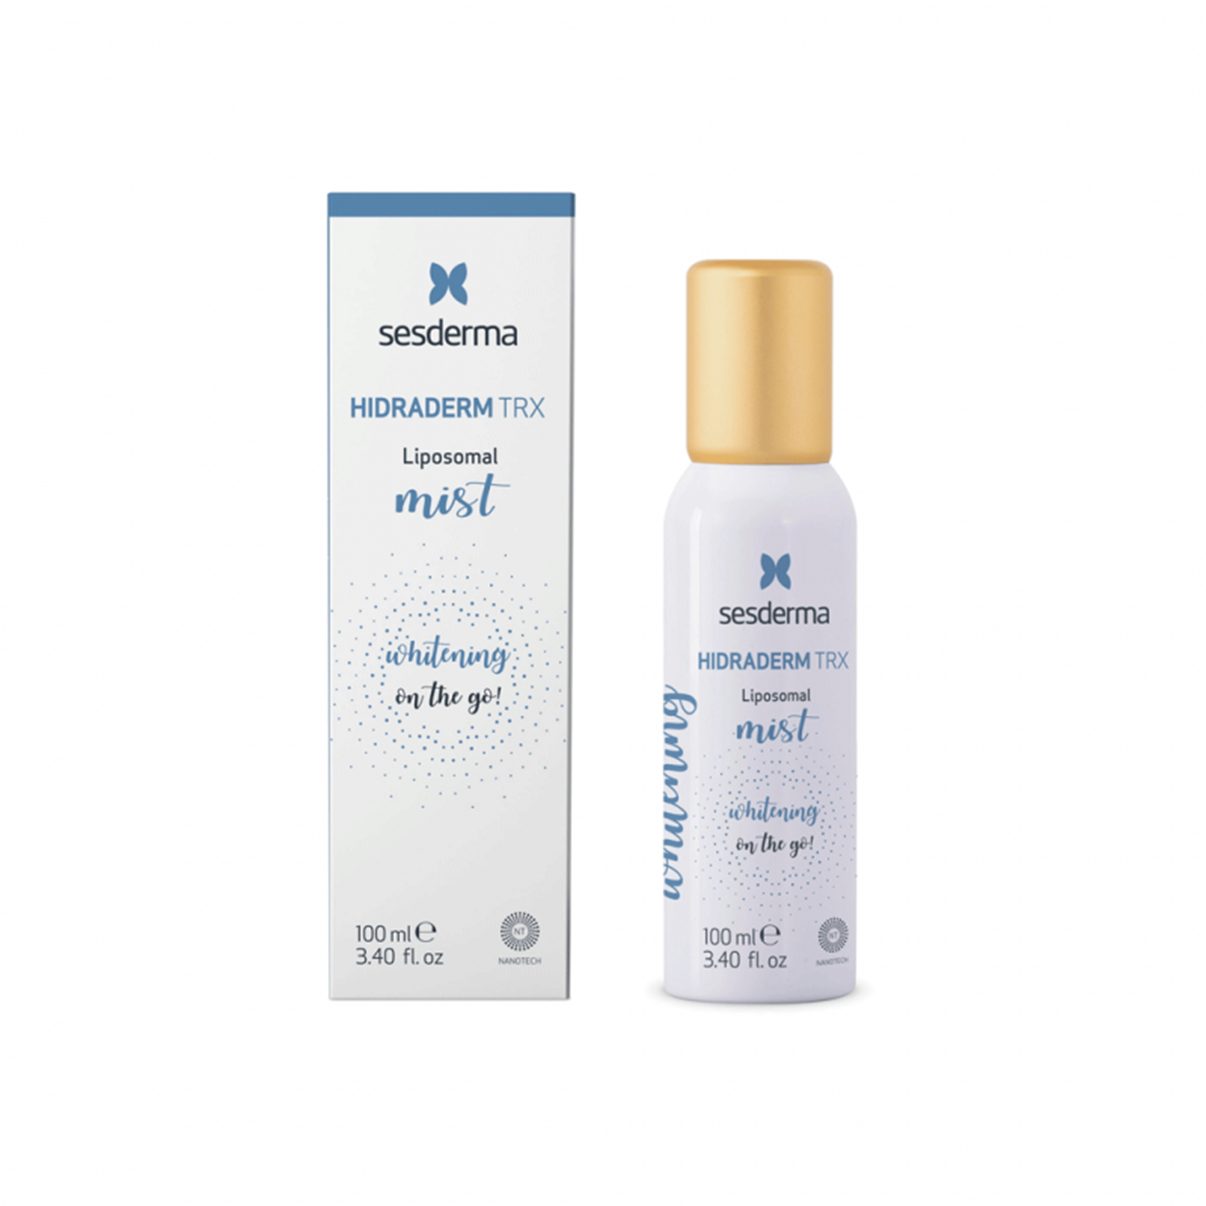 sesderma
HIDRADERM TRX
Liposomal
mist
whitening
on the go!
100 ml ℮
3.40 fl. oz
NT
NANOTECH
sesderma
HIDRADERM TRX
Liposomal
mist
whitening
whitening
on the go!
100 ml ℮
3.40 fl. oz
NT
NANOTECH